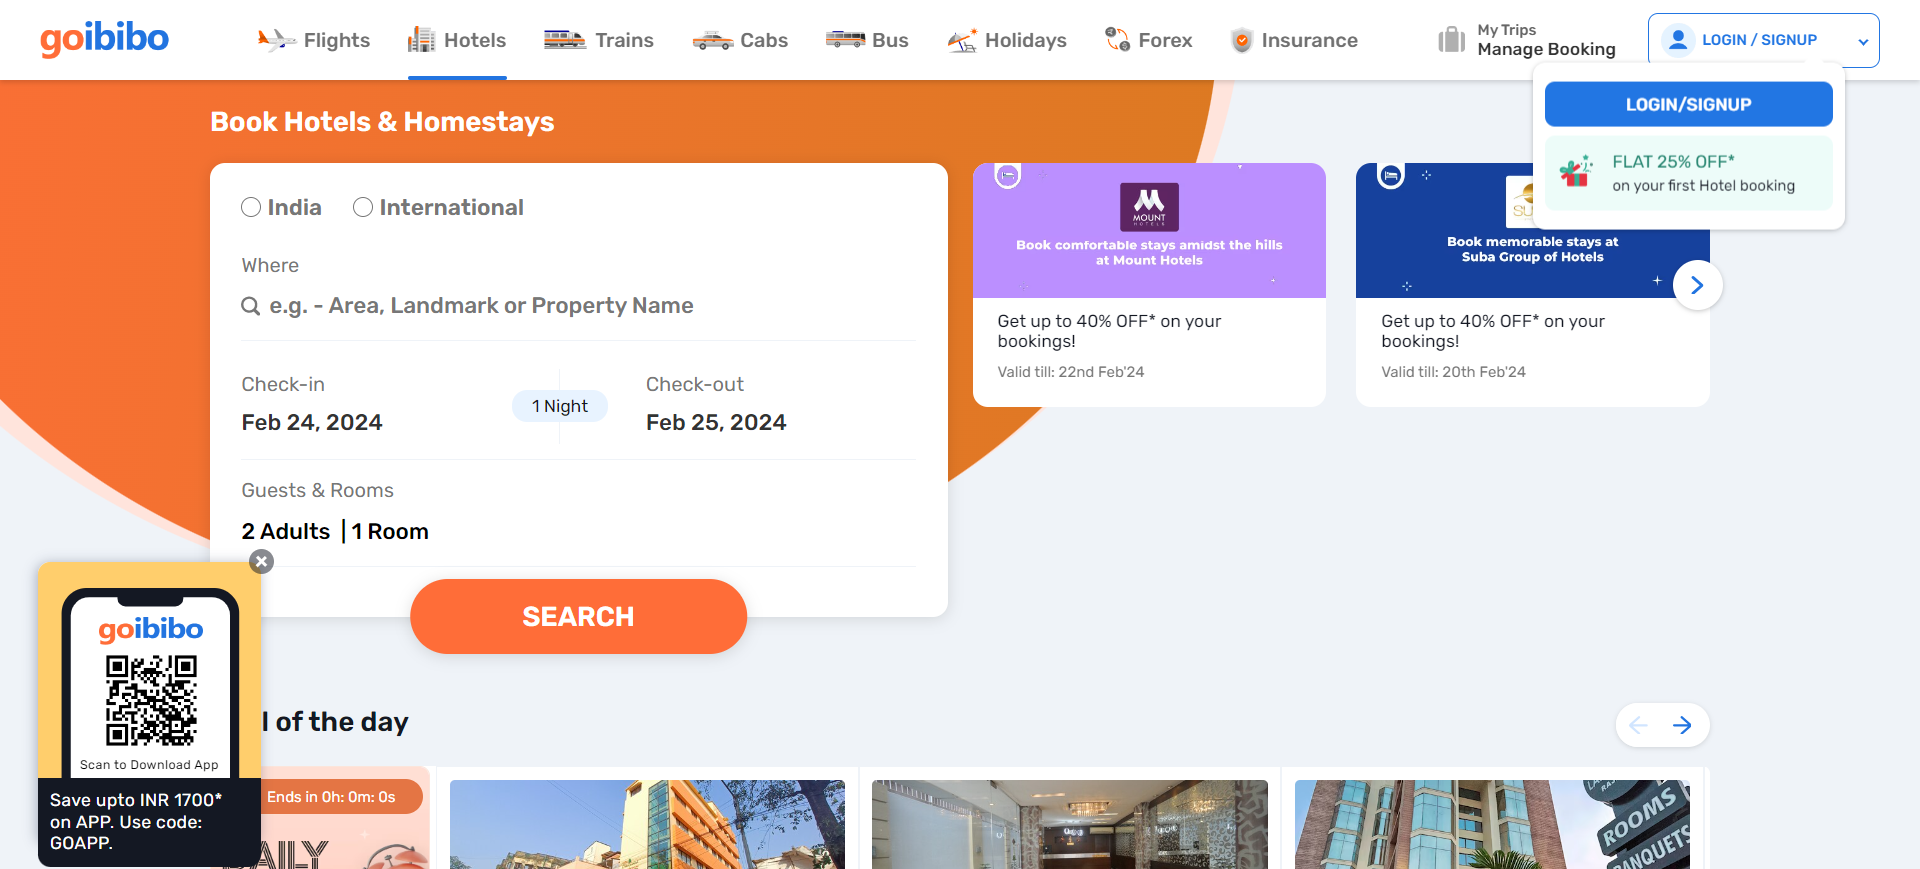 goibibo
Flights
Hotels
Trains
Cabs
Bus
Holidays
Forex
Insurance
My Trips
Manage Booking
LOGIN / SIGNUP
LOGIN/SIGNUP
FLAT 25% OFF*
on your first Hotel booking
Book Hotels & Homestays
India
International
Where
e.g. - Area, Landmark or Property Name
Check-in
Feb 24, 2024
1 Night
Check-out
Feb 25, 2024
Guests & Rooms
2 Adults | 1 Room
SEARCH
MOUNT
HOTELS
Book comfortable stays amidst the hills
at Mount Hotels
Get up to 40% OFF* on your
bookings!
Valid till: 22nd Feb'24
Book memorable stays at
Suba Group of Hotels
Get up to 40% OFF* on your
bookings!
Valid till: 20th Feb'24
goibibo
Scan to Download App
Save upto INR 1700*
on APP. Use code:
GOAPP.
l of the day
Ends in 0h: 0m: 0s
ROOMS
BANQUETS